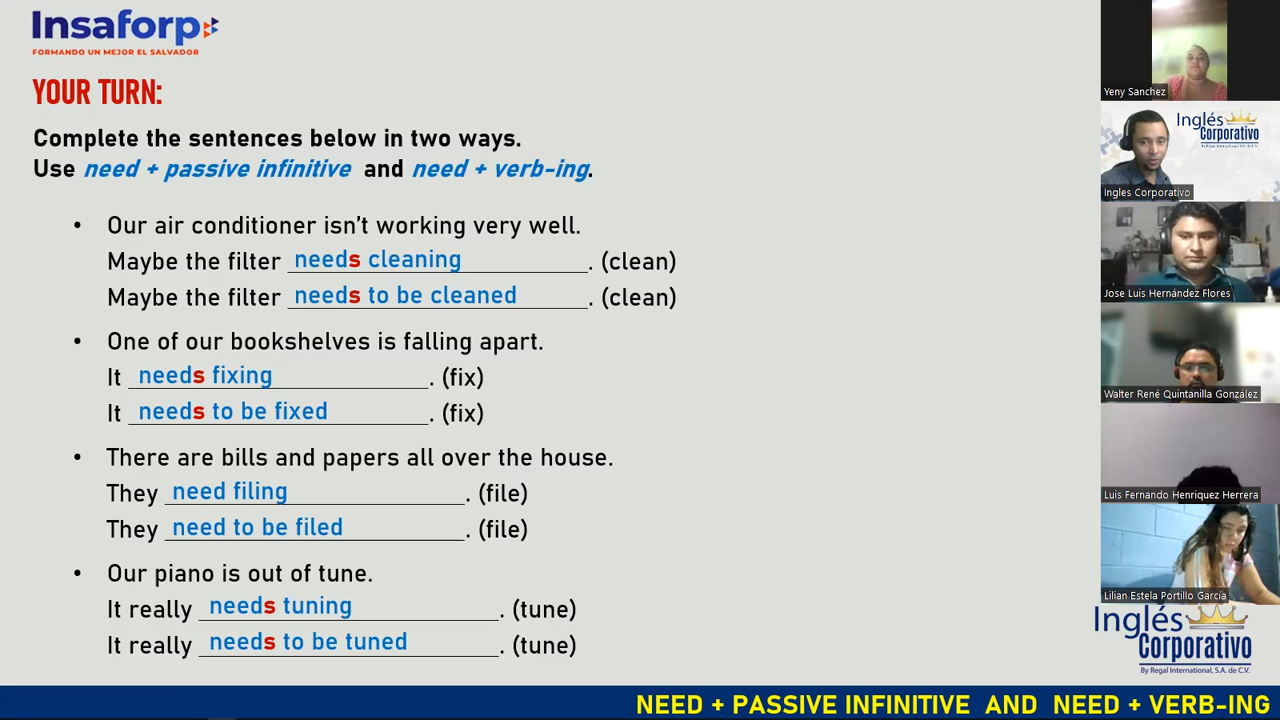 Insaforp
FORMANDO UN MEJOR EL SALVADOR
YOUR TURN:
Complete the sentences below in two ways.
Use need + passive infinitive and need + verb-ing.
• Our air conditioner isn't working very well.
Maybe the filter needs cleaning. (clean)
Maybe the filter needs to be cleaned. (clean)
• One of our bookshelves is falling apart.
It needs fixing. (fix)
It needs to be fixed. (fix)
• There are bills and papers all over the house.
They need filing. (file)
They need to be filed. (file)
• Our piano is out of tune.
It really needs tuning. (tune)
It really needs to be tuned. (tune)
NEED + PASSIVE INFINITIVE AND NEED + VERB-ING
Yeny Sanchez
Inglés
Corporativo
By Regal International, S.A. de C.V.
Ingles Corporativo
Jose Luis Hernández Flores
Walter René Quintanilla González
Luis Fernando Henriquez Herrera
Lilian Estela Portillo García
Inglés
Corporativo
By Regal International, S.A. de C.V.